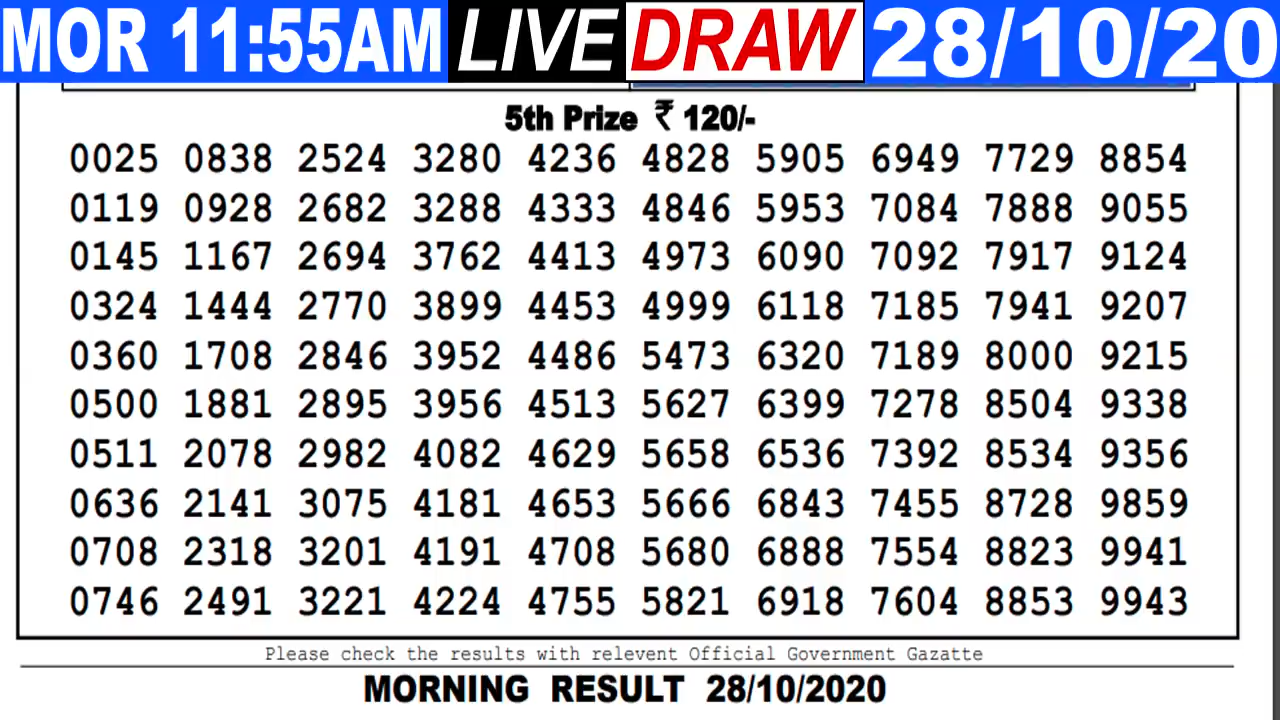 MOR 11:55AM LIVE DRAW 28/10/20
5th Prize ₹ 120/-
0025 0838 2524 3280 4236 4828 5905 6949 7729 8854
0119 0928 2682 3288 4333 4846 5953 7084 7888 9055
0145 1167 2694 3762 4413 4973 6090 7092 7917 9124
0324 1444 2770 3899 4453 4999 6118 7185 7941 9207
0360 1708 2846 3952 4486 5473 6320 7189 8000 9215
0500 1881 2895 3956 4513 5627 6399 7278 8504 9338
0511 2078 2982 4082 4629 5658 6536 7392 8534 9356
0636 2141 3075 4181 4653 5666 6843 7455 8728 9859
0708 2318 3201 4191 4708 5680 6888 7554 8823 9941
0746 2491 3221 4224 4755 5821 6918 7604 8853 9943
Please check the results with relevent Official Government Gazatte
MORNING RESULT 28/10/2020